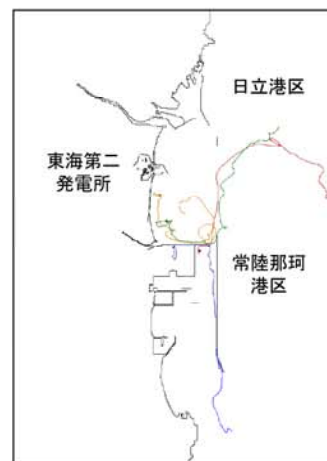 日立港区
東海第二
発電所
常陸那珂
港区